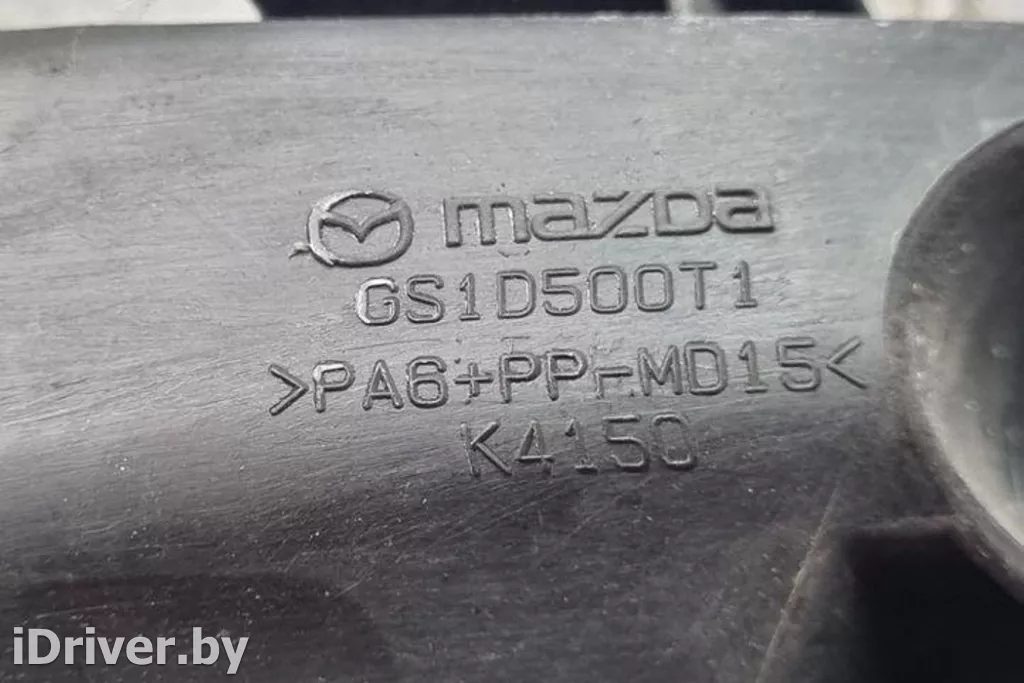 mazda
GS1D500T1
>PA6+PP-MD15<
K4150
iDriver.by